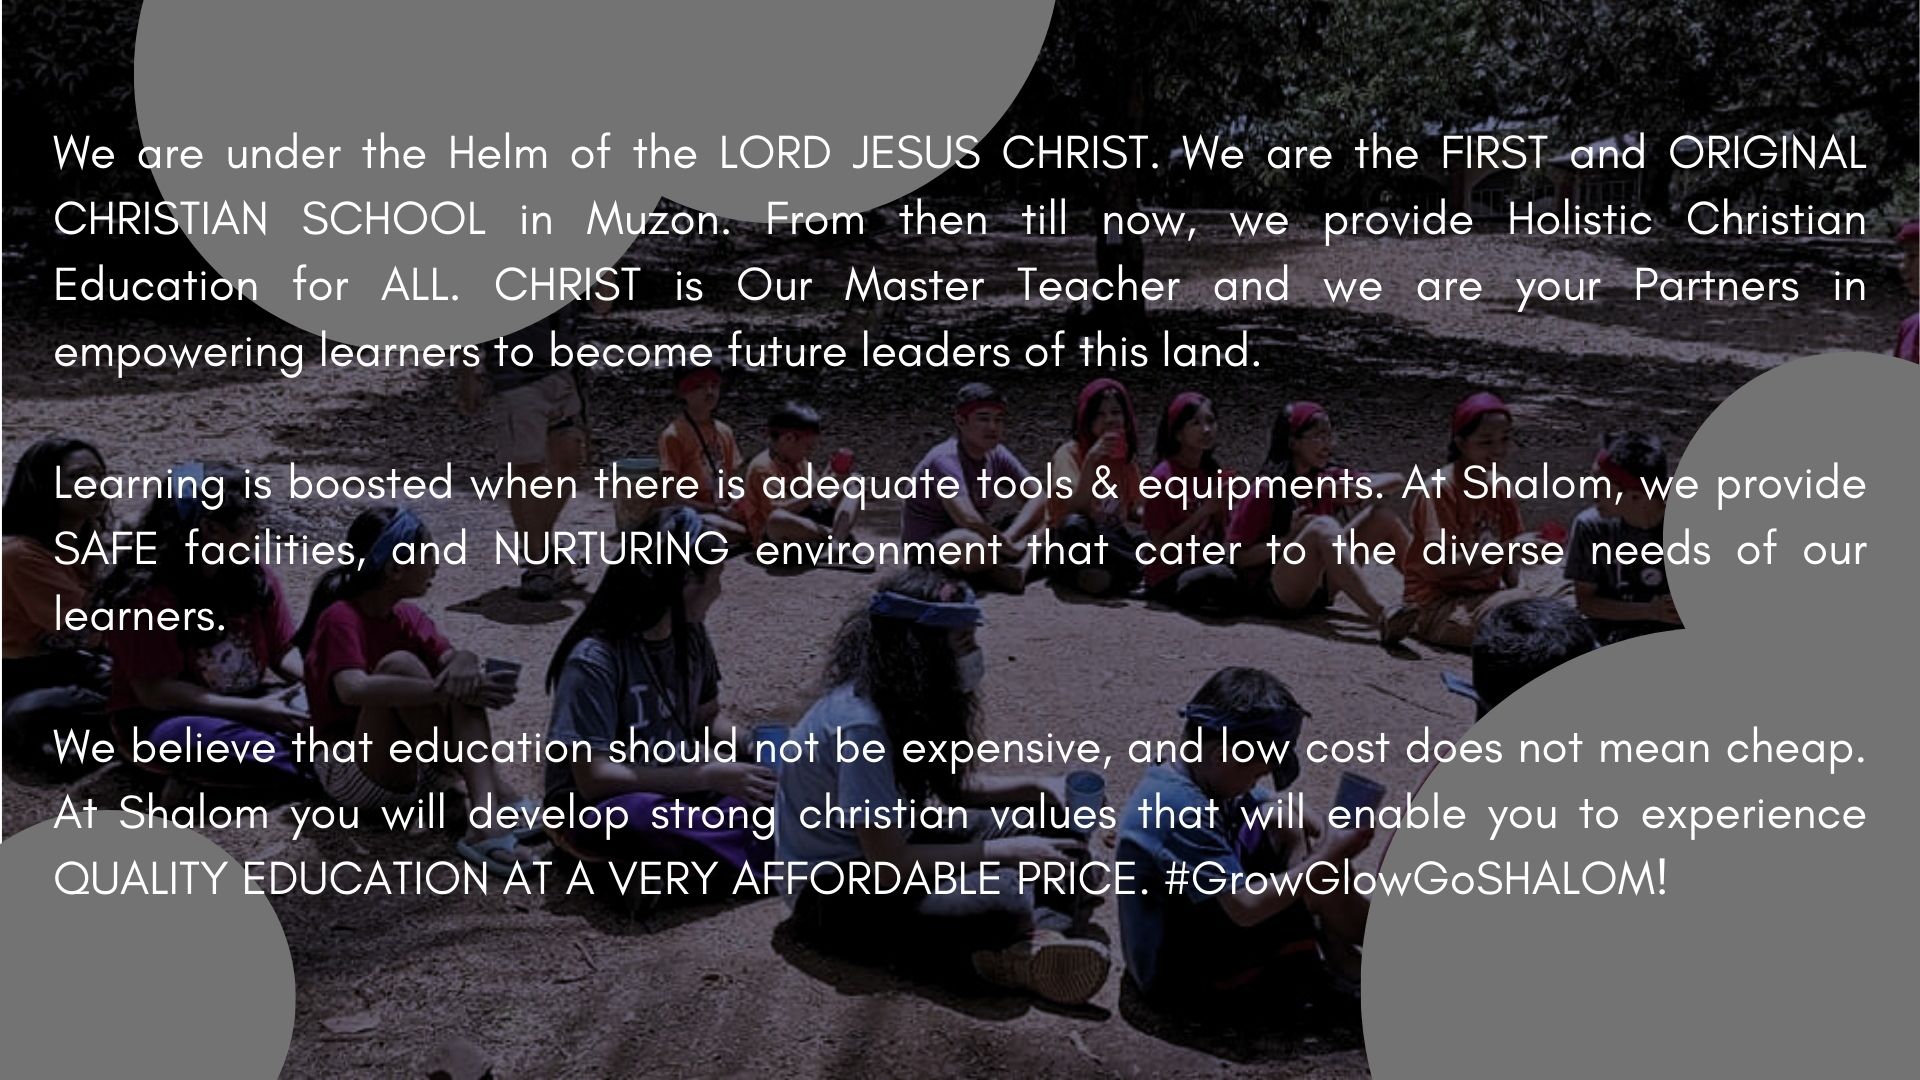 We are under the Helm of the LORD JESUS CHRIST. We are the FIRST and ORIGINAL
CHRISTIAN SCHOOL in Muzon. From then till now, we provide Holistic Christian
Education for ALL. CHRIST is Our Master Teacher and we are your Partners in
empowering learners to become future leaders of this land.
Learning is boosted when there is adequate tools & equipments. At Shalom, we provide
SAFE facilities, and NURTURING environment that cater to the diverse needs of our
learners.
We believe that education should not be expensive, and low cost does not mean cheap.
At Shalom you will develop strong christian values that will enable you to experience
QUALITY EDUCATION AT A VERY AFFORDABLE PRICE. #GrowGlowGoSHALOM!